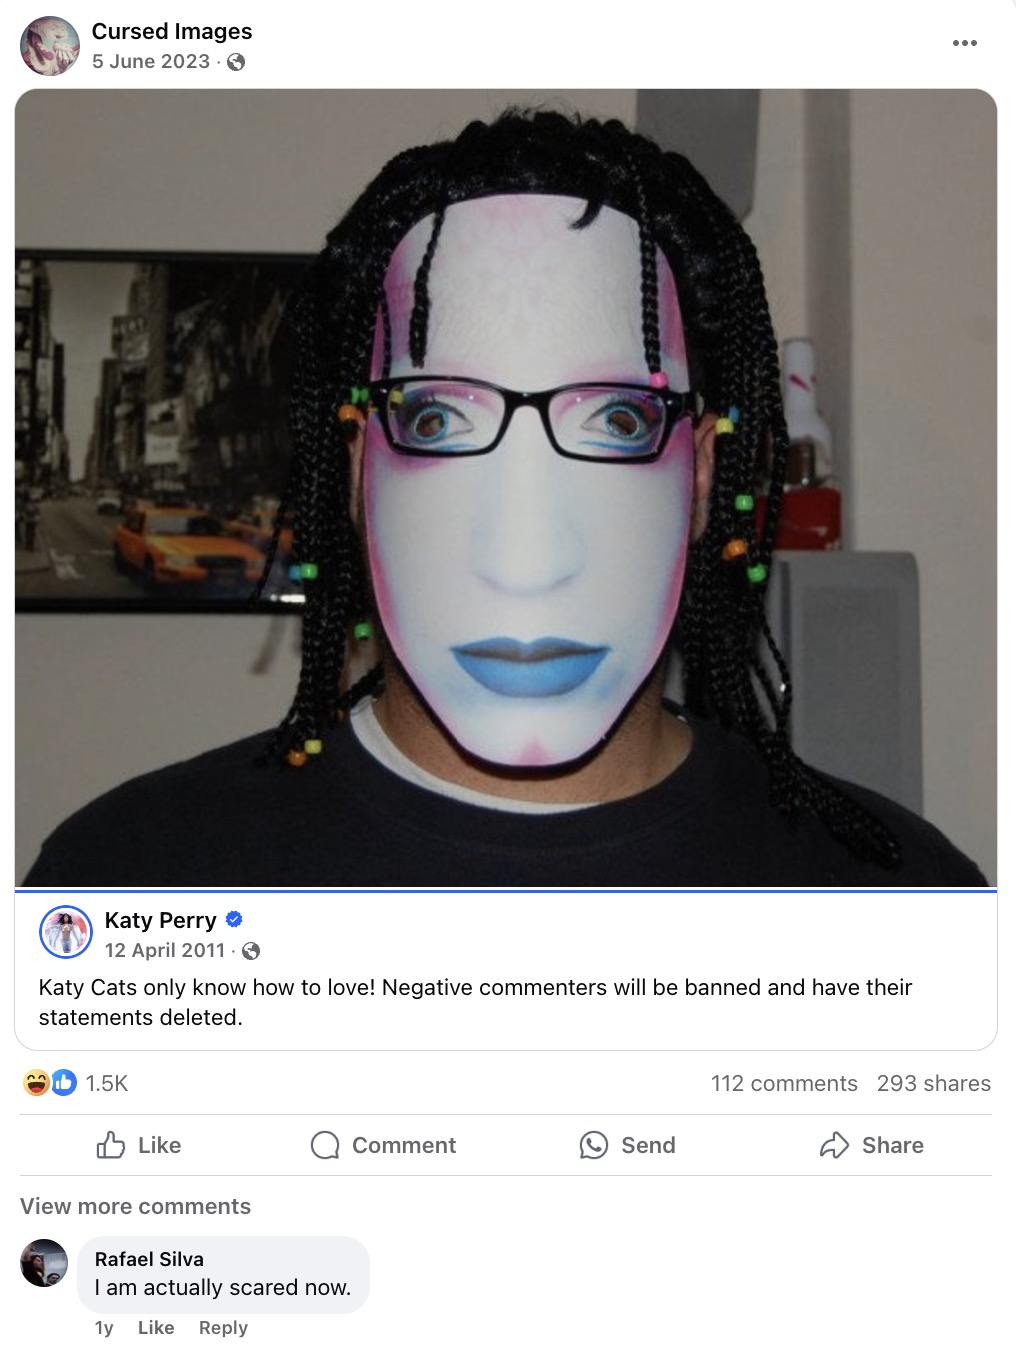 Cursed Images
5 June 2023 ·
Katy Perry
12 April 2011 ·
Katy Cats only know how to love! Negative commenters will be banned and have their
statements deleted.
1.5K
112 comments 293 shares
Like Comment Send Share
View more comments
Rafael Silva
I am actually scared now.
1y Like Reply